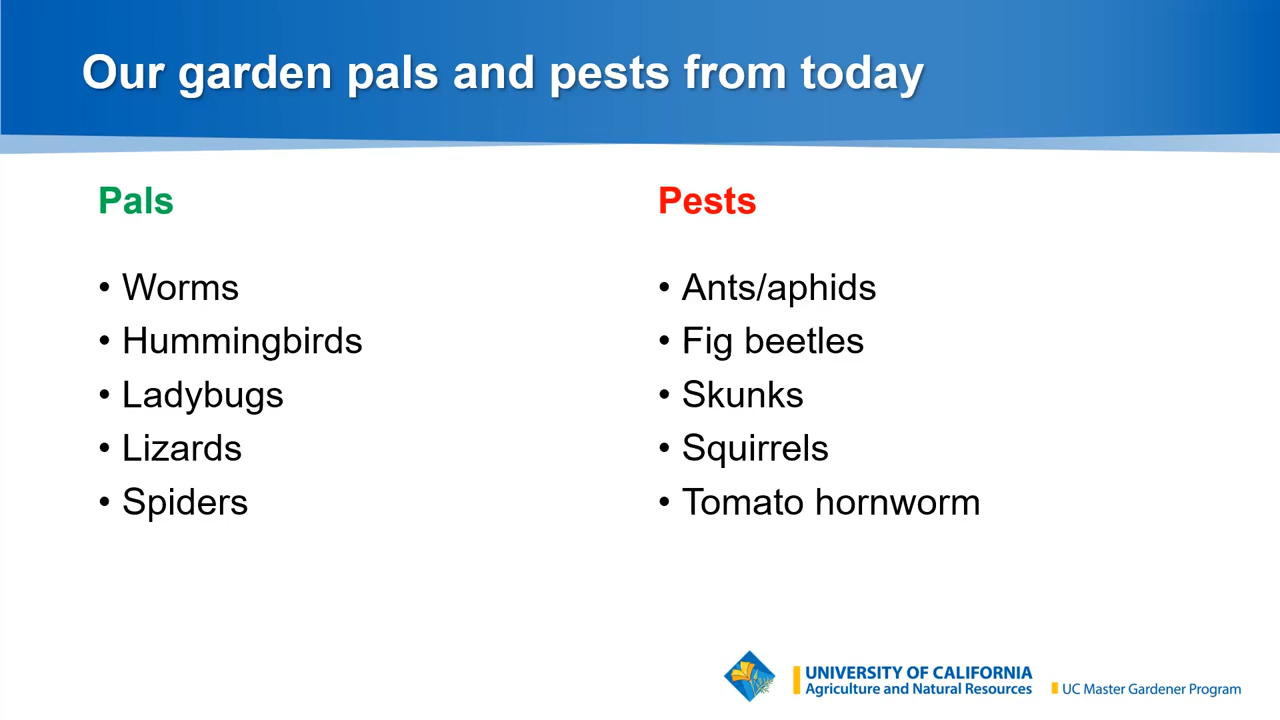 Our garden pals and pests from today
Pals
• Worms
• Hummingbirds
• Ladybugs
• Lizards
• Spiders
Pests
• Ants/aphids
• Fig beetles
• Skunks
• Squirrels
• Tomato hornworm
UNIVERSITY OF CALIFORNIA
Agriculture and Natural Resources
UC Master Gardener Program